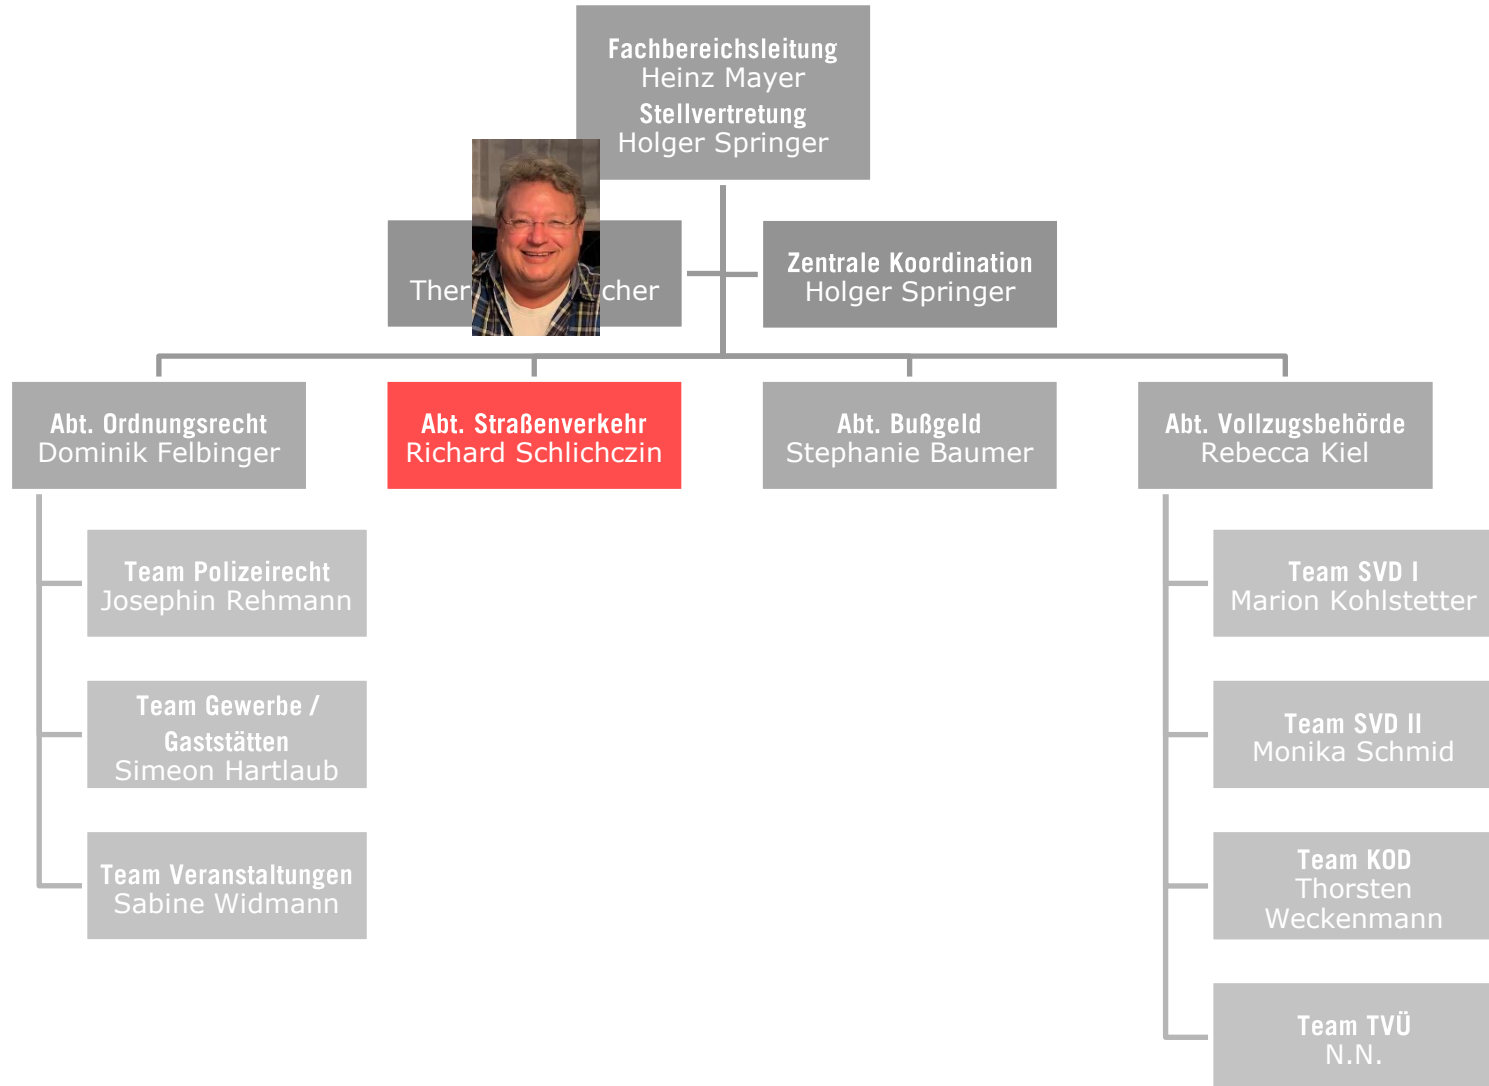 Fachbereichsleitung
Heinz Mayer
Stellvertretung
Holger Springer
Zentrale Koordination
Holger Springer
Abt. Ordnungsrecht
Dominik Felbinger
Abt. Straßenverkehr
Richard Schlichczin
Abt. Bußgeld
Stephanie Baumer
Abt. Vollzugsbehörde
Rebecca Kiel
Team Polizeirecht
Josephin Rehmann
Team Gewerbe /
Gaststätten
Simeon Hartlaub
Team Veranstaltungen
Sabine Widmann
Team SVD I
Marion Kohlstetter
Team SVD II
Monika Schmid
Team KOD
Thorsten
Weckenmann
Team TVÜ
N.N.